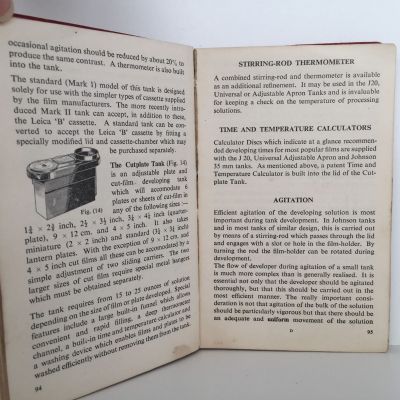 occasional agitation should be reduced by about 20% to
produce the same contrast. A thermometer is also built
into the tank.
The standard (Mark 1) model of this tank is designed
solely for use with the simpler types of cassette supplied
by the film manufacturers. The more recently intro-
duced Mark II tank can accept, in addition to these,
the Leica 'B' cassette. A standard tank can be con-
verted to accept the Leica 'B' cassette by fitting a
specially modified lid and cassette-chamber which may
be purchased separately.
The Cutplate Tank (Fig. 14)
is an adjustable plate and
cut-film developing tank
which will accommodate 6
plates or sheets of cut-film in
any of the following sizes:—
Fig. (14)
1¾ × 2¾ inch, 2½ × 3½ inch, 3¼ × 4¼ inch (quarter-
plate), 9 × 12 cm. and 4 × 5 inch. It also takes
miniature (2 × 2 inch) and standard (3¼ × 3¼ inch)
lantern plates. With the exception of 9 × 12 cm. and
4 × 5 inch cut films all these can be accommodated by a
simple adjustment of two sliding carriers. The two
larger sizes of cut film require special metal hangers
which must be obtained separately.
The tank requires from 15 to 25 ounces of solution
depending on the size of film or plate developed. Special
features include a large built-in funnel which allows
convenient and rapid filling, a deep thermometer
channel, a built-in time and temperature calculator and
a washing device which enables films and plates to be
washed efficiently without removing them from the tank.
94
STIRRING-ROD THERMOMETER
A combined stirring-rod and thermometer is available
as an additional refinement. It may be used in the J20,
Universal or Adjustable Apron Tanks and is invaluable
for keeping a check on the temperature of processing
solutions.
TIME AND TEMPERATURE CALCULATORS
Calculator Discs which indicate at a glance recommen-
ded developing times for most popular films are supplied
with the J 20, Universal Adjustable Apron and Johnson
35 mm tanks. As mentioned above, a patent Time and
Temperature Calculator is built into the lid of the Cut-
plate Tank.
AGITATION
Efficient agitation of the developing solution is most
important during tank development. In Johnson tanks
and in most tanks of similar design, this is carried out
by means of a stirring-rod which passes through the lid
and engages with a slot or hole in the film-holder. By
turning the rod the film-holder can be rotated during
development.
The flow of developer during agitation of a small tank
is much more complex than is generally realised. It is
essential not only that the developer should be agitated
thoroughly, but that this should be carried out in the
most efficient manner. The really important consider-
ation is not that agitation of the bulk of the solution
should be particularly vigorous but that there should be
an adequate and uniform movement of the solution
D
95